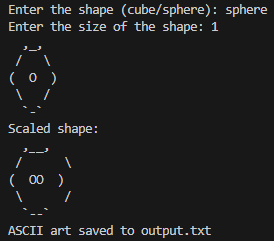 Enter the shape (cube/sphere): sphere
Enter the size of the shape: 1
  ,_,
 /   \
(  O  )
 \   /
  `-`
Scaled shape:
  ,__,
 /      \
(  OO  )
 \      /
  `--`
ASCII art saved to output.txt